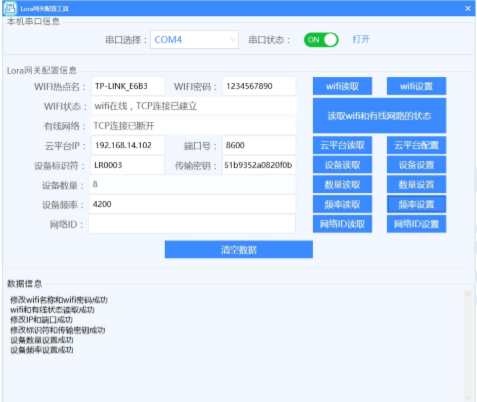 Lora网关配置工具
本机串口信息
串口选择： COM4 串口状态： ON 打开
Lora网关配置信息
WIFI热点名： TP-LINK_E6B3 WIFI密码： 1234567890 wifi读取 wifi设置
WIFI状态： wifi在线，TCP连接已建立 读取wifi和有线网路的状态
有线网络： TCP连接已断开
云平台IP： 192.168.14.102 端口号： 8600 云平台读取 云平台配置
设备标识符： LR0003 传输密钥： 61b9352a0820f0b 设备读取 设备设置
设备数量： 8 数量读取 数量设置
设备频率： 4200 频率读取 频率设置
网络ID： 网络ID读取 网络ID设置
清空数据
数据信息
修改wifi名称和wifi密码成功
wifi和有线状态读取成功
修改IP和端口成功
修改标识符和传输密钥成功
设备数量设置成功
设备频率设置成功